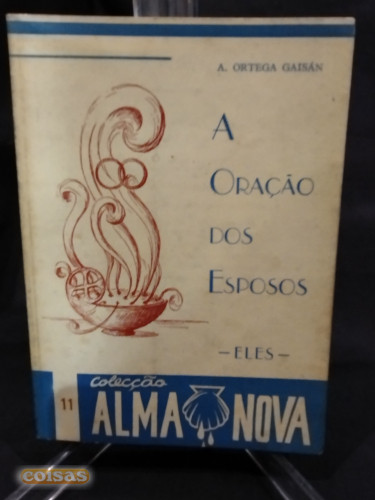 A. ORTEGA GAISÁN
A
ORAÇÃO
DOS
ESPOSOS
— ELES —
colecção
11
ALMA NOVA
coisas